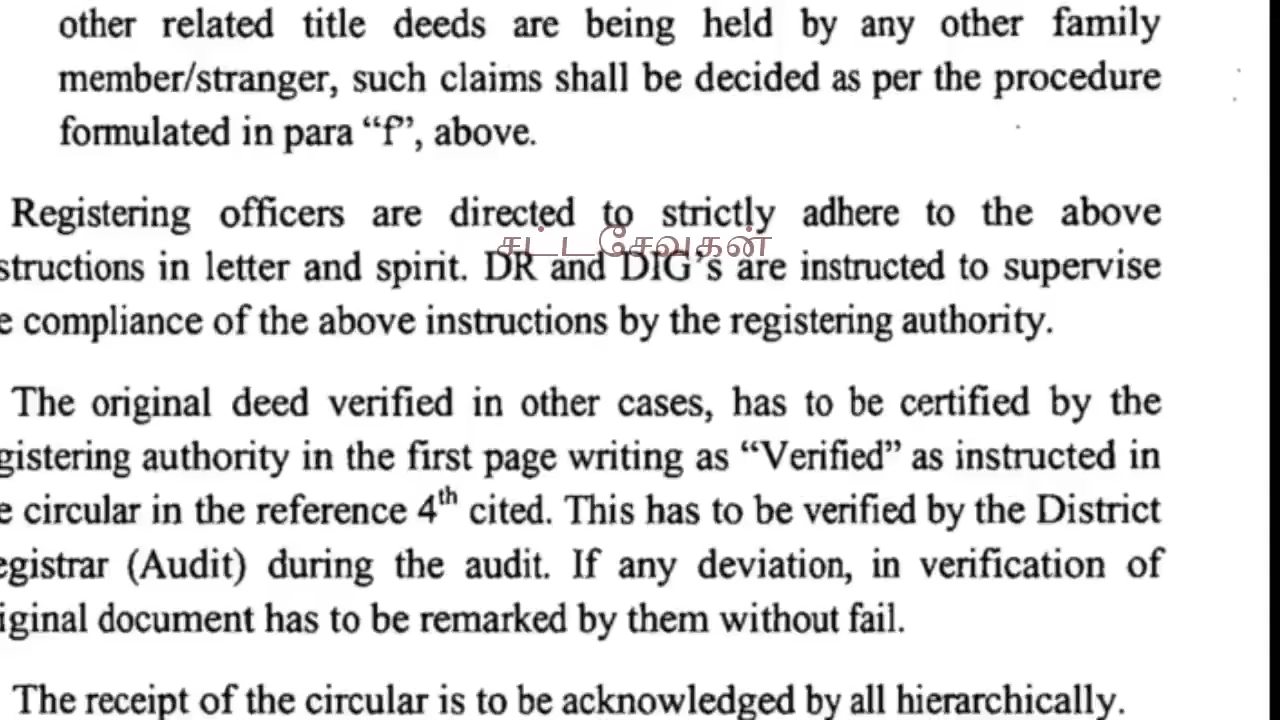 other related title deeds are being held by any other family
member/stranger, such claims shall be decided as per the procedure
formulated in para “f”, above.
Registering officers are directed to strictly adhere to the above
சட்டசேவகன்
structions in letter and spirit. DR and DIG’s are instructed to supervise
e compliance of the above instructions by the registering authority.
The original deed verified in other cases, has to be certified by the
gistering authority in the first page writing as “Verified” as instructed in
e circular in the reference 4th cited. This has to be verified by the District
egistrar (Audit) during the audit. If any deviation, in verification of
iginal document has to be remarked by them without fail.
The receipt of the circular is to be acknowledged by all hierarchically.